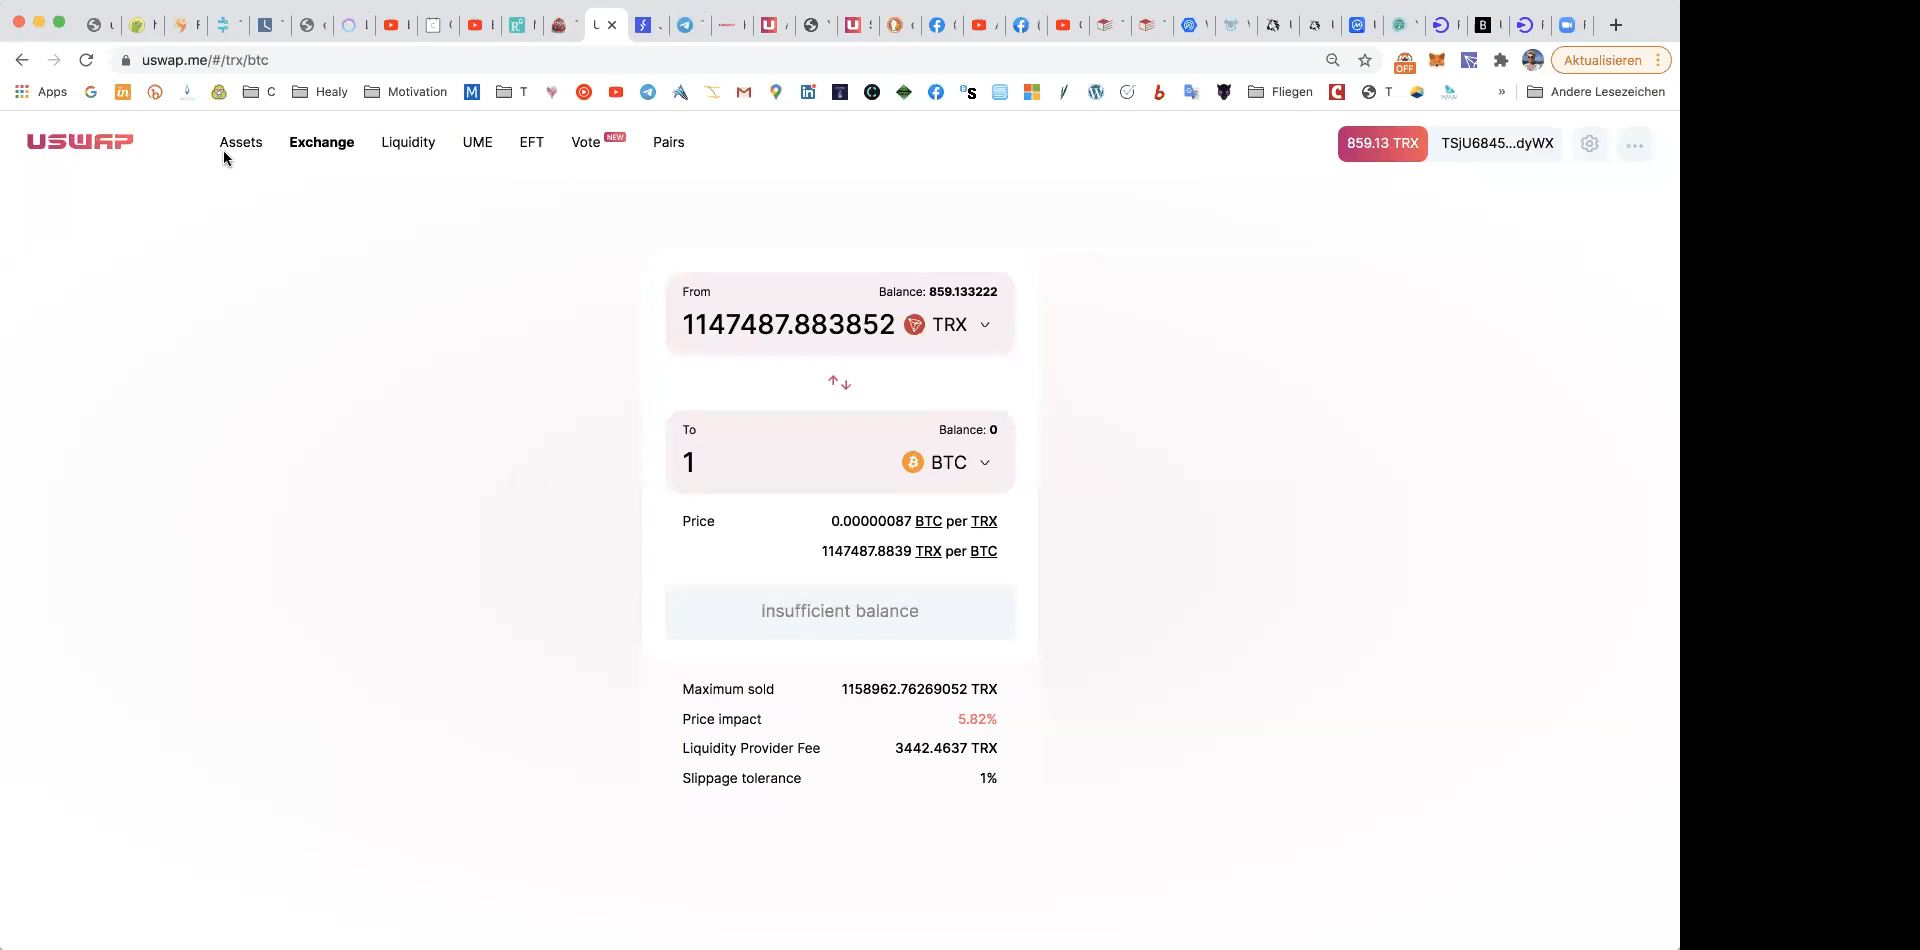 uswap.me/#/trx/btc
OFF
Aktualisieren
Apps
C
Healy
Motivation
T
Fliegen
T
»
Andere Lesezeichen
USWAP
Assets
Exchange
Liquidity
UME
EFT
Vote NEW
Pairs
859.13 TRX
TSjU6845...dyWX
From
Balance: 859.133222
1147487.883852 TRX
To
Balance: 0
1 BTC
Price
0.00000087 BTC per TRX
1147487.8839 TRX per BTC
Insufficient balance
Maximum sold 1158962.76269052 TRX
Price impact 5.82%
Liquidity Provider Fee 3442.4637 TRX
Slippage tolerance 1%